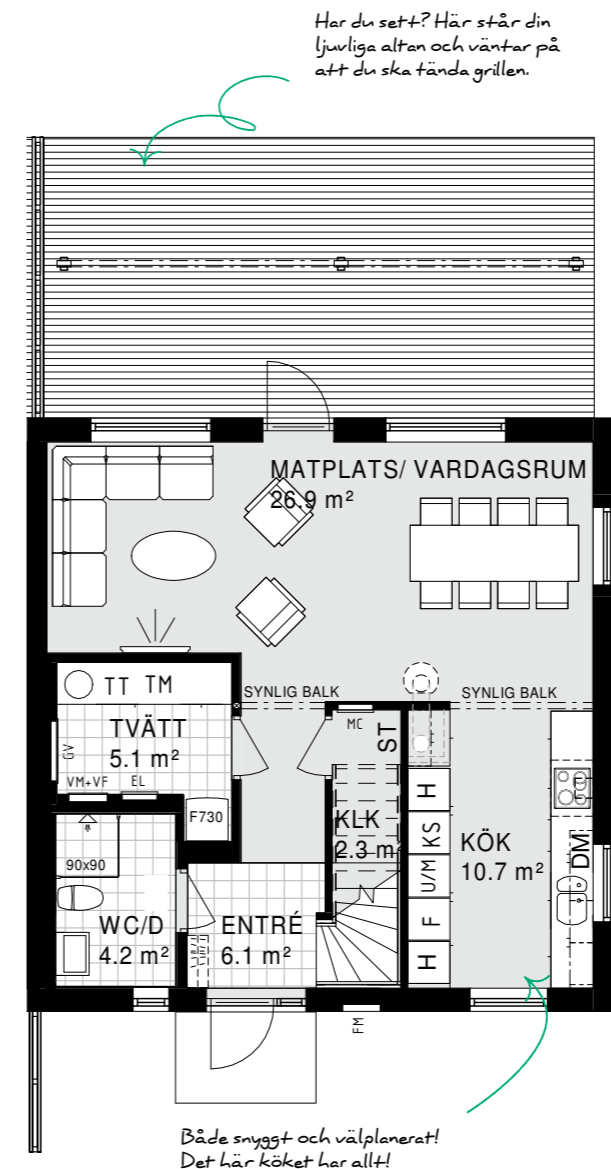 Har du sett? Här står din
ljuvliga altan och väntar på
att du ska tända grillen.
MATPLATS/ VARDAGSRUM
26.9 m²
TT TM
SYNLIG BALK
SYNLIG BALK
TVÄTT
5.1 m²
GV
VM+VF
EL
F730
MC
ST
KLK
2.3 m²
H
KS
U/M
F
H
KÖK
10.7 m²
DM
90x90
WC/D
4.2 m²
ENTRÉ
6.1 m²
FM
Både snyggt och välplanerat!
Det här köket har allt!